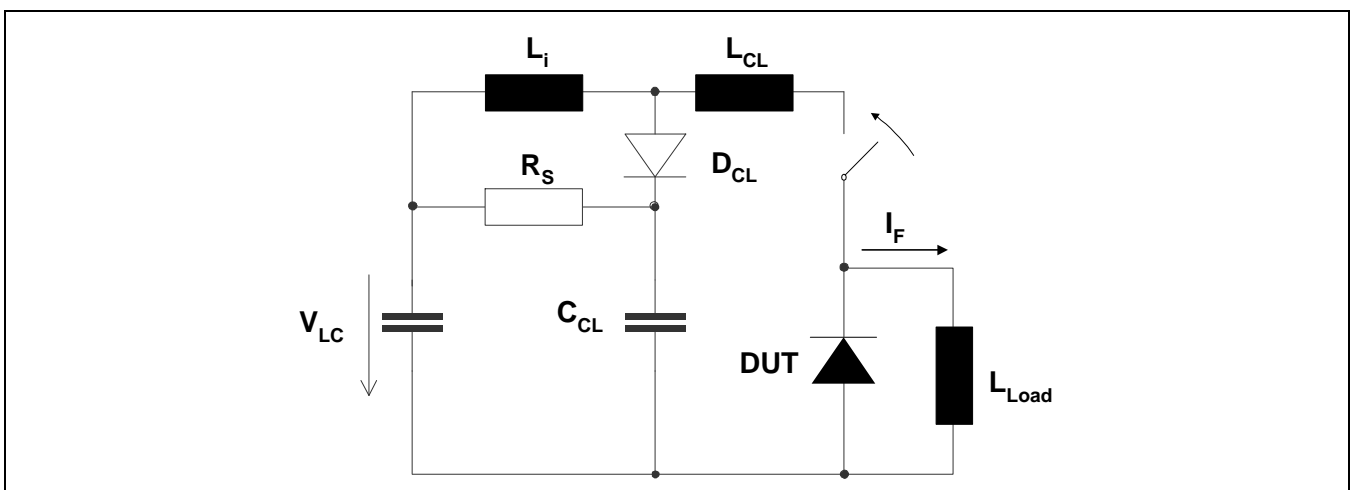 L_i
L_CL
D_CL
R_S
I_F
V_LC
C_CL
DUT
L_Load